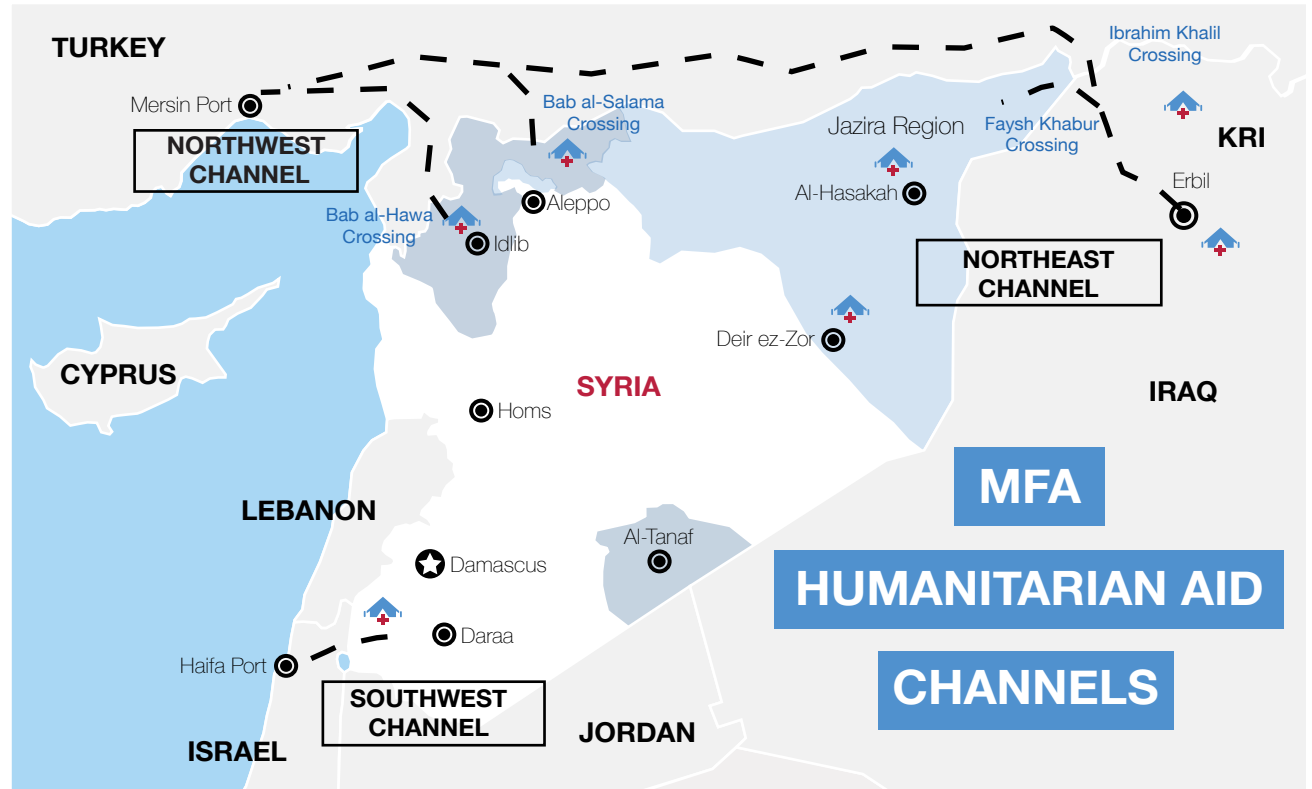 TURKEY
Ibrahim Khalil
Crossing
Mersin Port
Bab al-Salama
Crossing
Jazira Region
Faysh Khabur
Crossing
KRI
NORTHWEST
CHANNEL
Al-Hasakah
Erbil
Aleppo
Bab al-Hawa
Crossing
Idlib
NORTHEAST
CHANNEL
Deir ez-Zor
CYPRUS
SYRIA
IRAQ
Homs
MFA
LEBANON
Al-Tanaf
Damascus
HUMANITARIAN AID
Daraa
Haifa Port
CHANNELS
SOUTHWEST
CHANNEL
JORDAN
ISRAEL